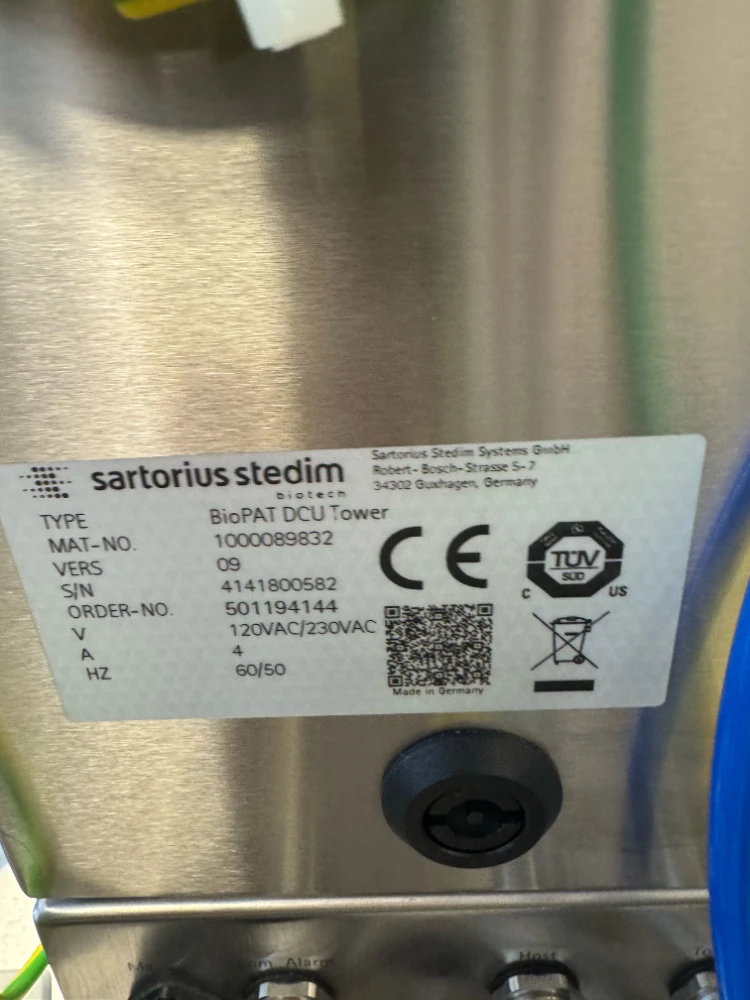 sartorius stedim
biotech
Sartorius Stedim Systems GmbH
Robert-Bosch-Strasse 5-7
34302 Guxhagen, Germany
TYPE BioPAT DCU Tower
MAT-NO. 1000089832
VERS 09
S/N 4141800582
ORDER-NO. 501194144
V 120VAC/230VAC
A 4
HZ 60/50
CE
TÜV
SÜD
C US
Made in Germany
Alarm Host